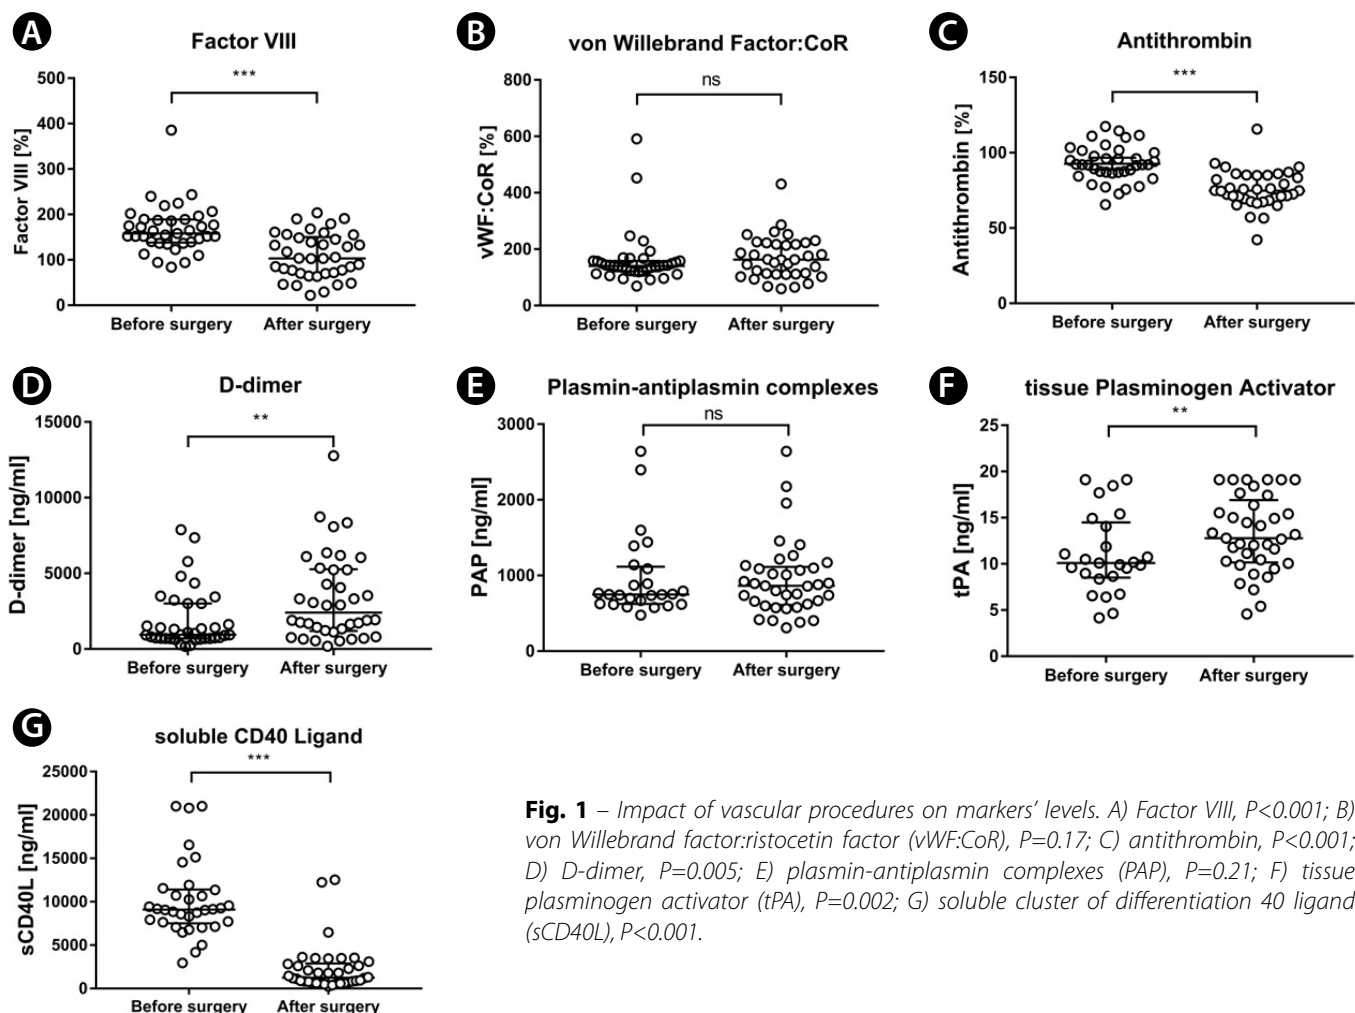 A
Factor VIII
***
Factor VIII [%]
500
400
300
200
100
0
Before surgery
After surgery
B
von Willebrand Factor:CoR
ns
vWF:CoR [%]
800
600
400
200
0
Before surgery
After surgery
C
Antithrombin
***
Antithrombin [%]
150
100
50
0
Before surgery
After surgery
D
D-dimer
**
D-dimer [ng/ml]
15000
10000
5000
0
Before surgery
After surgery
E
Plasmin-antiplasmin complexes
ns
PAP [ng/ml]
3000
2000
1000
0
Before surgery
After surgery
F
tissue Plasminogen Activator
**
tPA [ng/ml]
25
20
15
10
5
0
Before surgery
After surgery
G
soluble CD40 Ligand
***
sCD40L [ng/ml]
25000
20000
15000
10000
5000
0
Before surgery
After surgery
Fig. 1 – Impact of vascular procedures on markers’ levels. A) Factor VIII, P<0.001; B)
von Willebrand factor:ristocetin factor (vWF:CoR), P=0.17; C) antithrombin, P<0.001;
D) D-dimer, P=0.005; E) plasmin-antiplasmin complexes (PAP), P=0.21; F) tissue
plasminogen activator (tPA), P=0.002; G) soluble cluster of differentiation 40 ligand
(sCD40L), P<0.001.